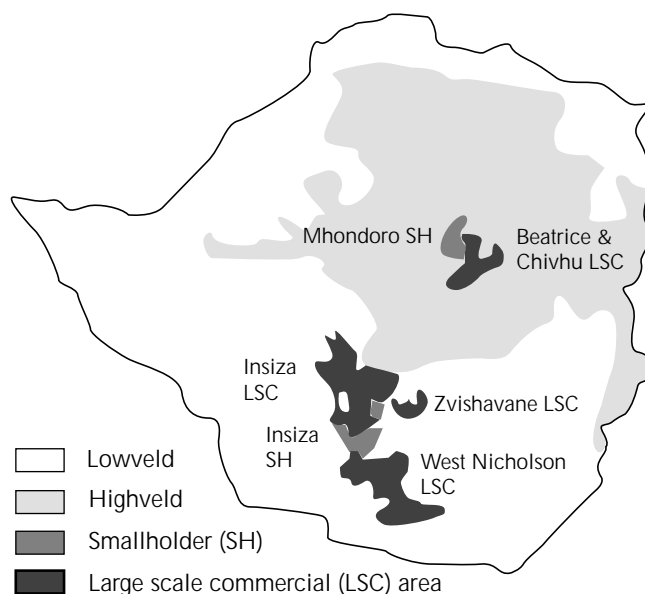 Mhondoro SH
Beatrice &
Chivhu LSC
Insiza
LSC
Zvishavane LSC
Insiza
SH
West Nicholson
LSC
Lowveld
Highveld
Smallholder (SH)
Large scale commercial (LSC) area